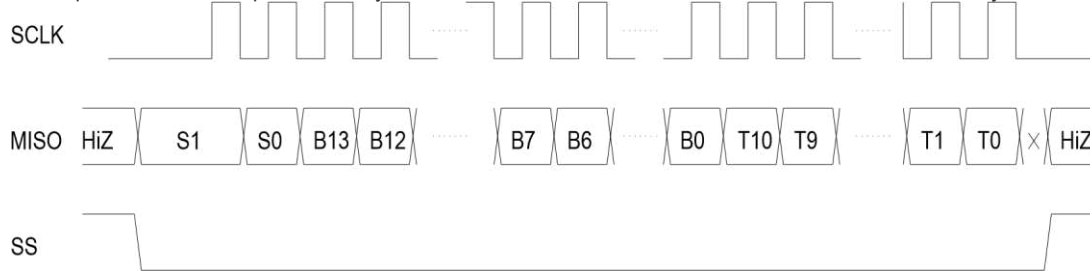 SCLK
MISO HiZ S1 S0 B13 B12 ........ B7 B6 ........ B0 T10 T9 ........ T1 T0 X HiZ
SS